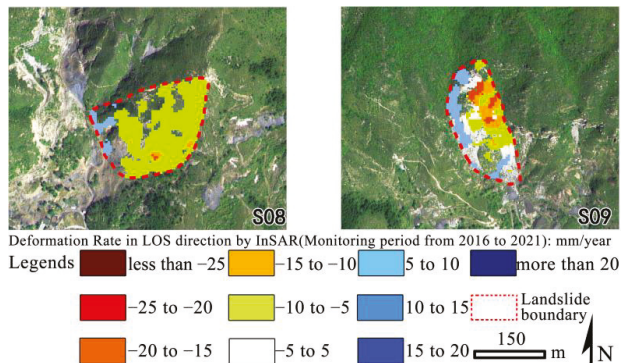 S08
S09
Deformation Rate in LOS direction by InSAR(Monitoring period from 2016 to 2021): mm/year
Legends less than −25 −15 to −10 5 to 10 more than 20
−25 to −20 −10 to −5 10 to 15 Landslide
boundary
−20 to −15 −5 to 5 15 to 20 150
m N